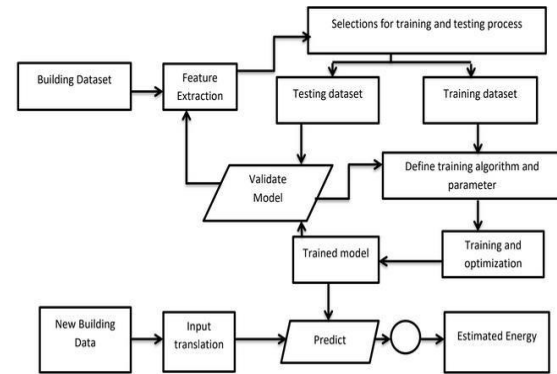 Selections for training and testing process
Building Dataset
Feature
Extraction
Testing dataset
Training dataset
Validate
Model
Define training algorithm and
parameter
Trained model
Training and
optimization
New Building
Data
Input
translation
Predict
Estimated Energy